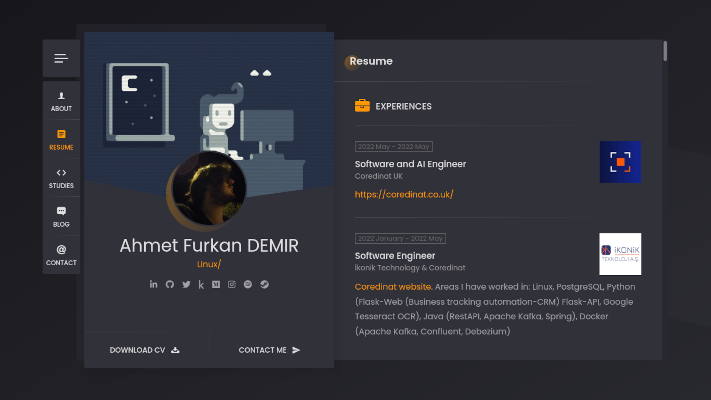 ABOUT
RESUME
STUDIES
BLOG
CONTACT
Ahmet Furkan DEMIR
Linux/
DOWNLOAD CV
CONTACT ME
Resume
EXPERIENCES
2022 May - 2022 May
Software and AI Engineer
Coredinat UK
https://coredinat.co.uk/
2022 January - 2022 May
Software Engineer
İkonik Technology & Coredinat
iKONiK
TEKNOLOJİ A.Ş.
Coredinat website. Areas I have worked in: Linux, PostgreSQL, Python
(Flask-Web (Business tracking automation-CRM) Flask-API, Google
Tesseract OCR), Java (RestAPI, Apache Kafka, Spring), Docker
(Apache Kafka, Confluent, Debezium)